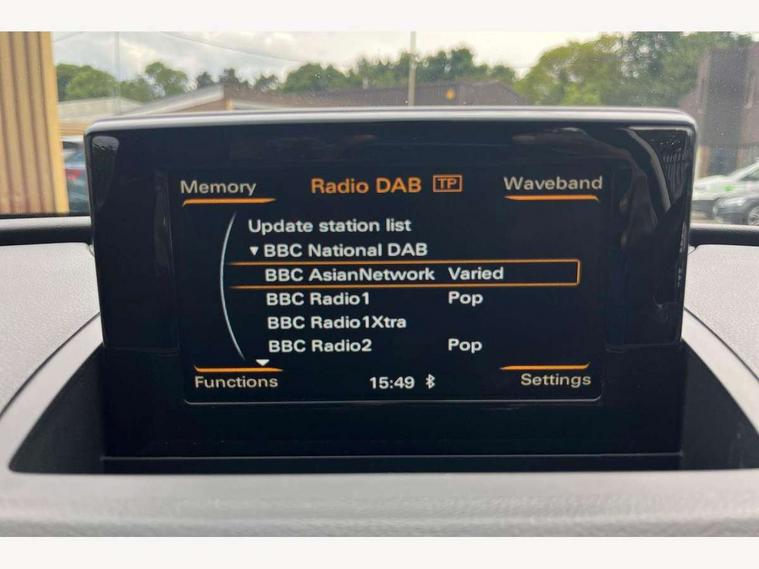 Memory Radio DAB TP Waveband
Update station list
▼ BBC National DAB
BBC AsianNetwork Varied
BBC Radio1 Pop
BBC Radio1Xtra
BBC Radio2 Pop
Functions 15:49 Settings